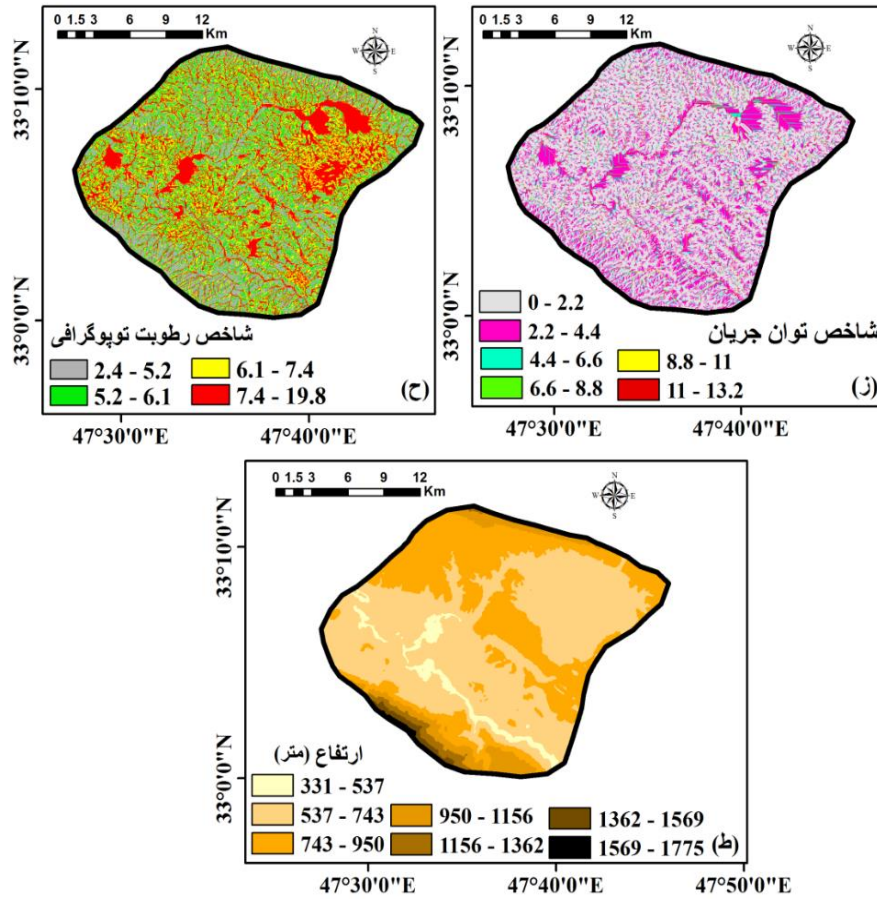 0 1.5 3 6 9 12
Km
N
W E
S
33°10'0"N
33°0'0"N
شاخص رطوبت توپوگرافی
2.4 - 5.2
6.1 - 7.4
5.2 - 6.1
7.4 - 19.8
(ح
47°30'0"E
47°40'0"E
0 1.5 3 6 9 12
Km
N
W E
S
33°10'0"N
33°0'0"N
0 - 2.2
2.2 - 4.4
شاخص توان جریان
4.4 - 6.6
8.8 - 11
6.6 - 8.8
11 - 13.2
(ز
47°30'0"E
47°40'0"E
0 1.5 3 6 9 12
Km
N
W E
S
33°10'0"N
33°0'0"N
ارتفاع (متر)
331 - 537
537 - 743
950 - 1156
1362 - 1569
743 - 950
1156 - 1362
1569 - 1775
(ط
47°30'0"E
47°40'0"E
47°50'0"E